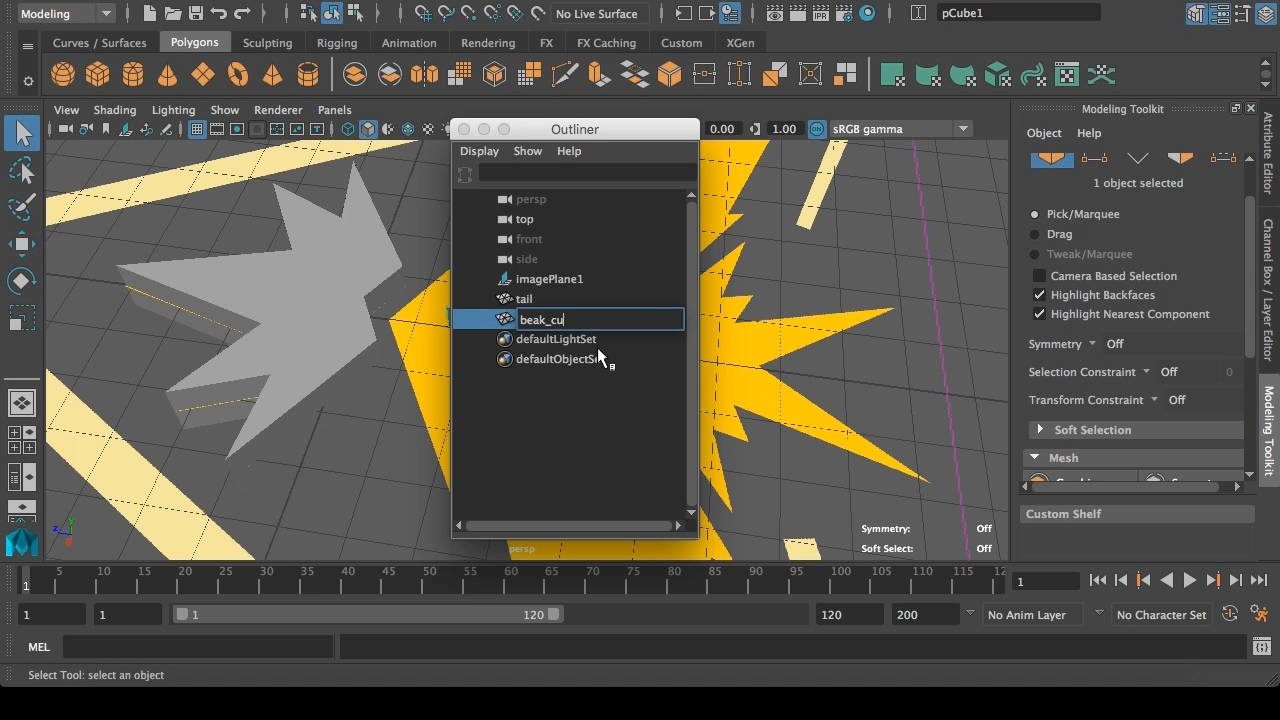 Modeling
No Live Surface
pCube1
Curves / Surfaces
Polygons
Sculpting
Rigging
Animation
Rendering
FX
FX Caching
Custom
XGen
IPR
View
Shading
Lighting
Show
Renderer
Panels
0.00
1.00
sRGB gamma
Outliner
Display
Show
Help
persp
top
front
side
imagePlane1
tail
beak_cu
defaultLightSet
defaultObjectSe
persp
Symmetry:
Off
Soft Select:
Off
Modeling Toolkit
Object
Help
1 object selected
Pick/Marquee
Drag
Tweak/Marquee
Camera Based Selection
Highlight Backfaces
Highlight Nearest Component
Symmetry
Off
Selection Constraint
Off
0
Transform Constraint
Off
Soft Selection
Mesh
Custom Shelf
Attribute Editor
Channel Box / Layer Editor
Modeling Toolkit
1 5 10 15 20 25 30 35 40 45 50 55 60 65 70 75 80 85 90 95 100 105 110 115 12
1
1
1
1
120
120
200
No Anim Layer
No Character Set
MEL
Select Tool: select an object